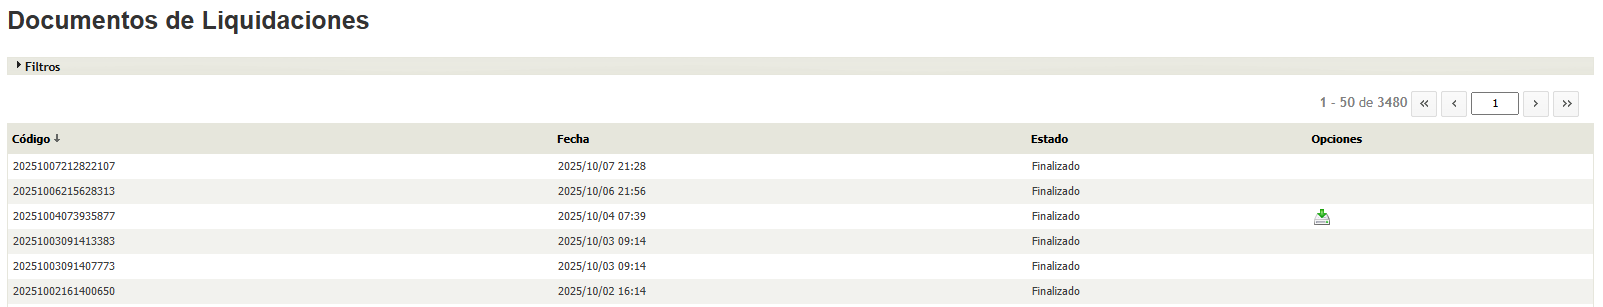 Documentos de Liquidaciones
Filtros
1 - 50 de 3480 « ‹ 1 › »
Código ↓ Fecha Estado Opciones
20251007212822107 2025/10/07 21:28 Finalizado
20251006215628313 2025/10/06 21:56 Finalizado
20251004073935877 2025/10/04 07:39 Finalizado
20251003091413383 2025/10/03 09:14 Finalizado
20251003091407773 2025/10/03 09:14 Finalizado
20251002161400650 2025/10/02 16:14 Finalizado